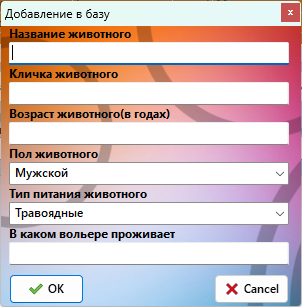 Добавление в базу
Название животного
Кличка животного
Возраст животного(в годах)
Пол животного
Мужской
Тип питания животного
Травоядные
В каком вольере проживает
OK
Cancel